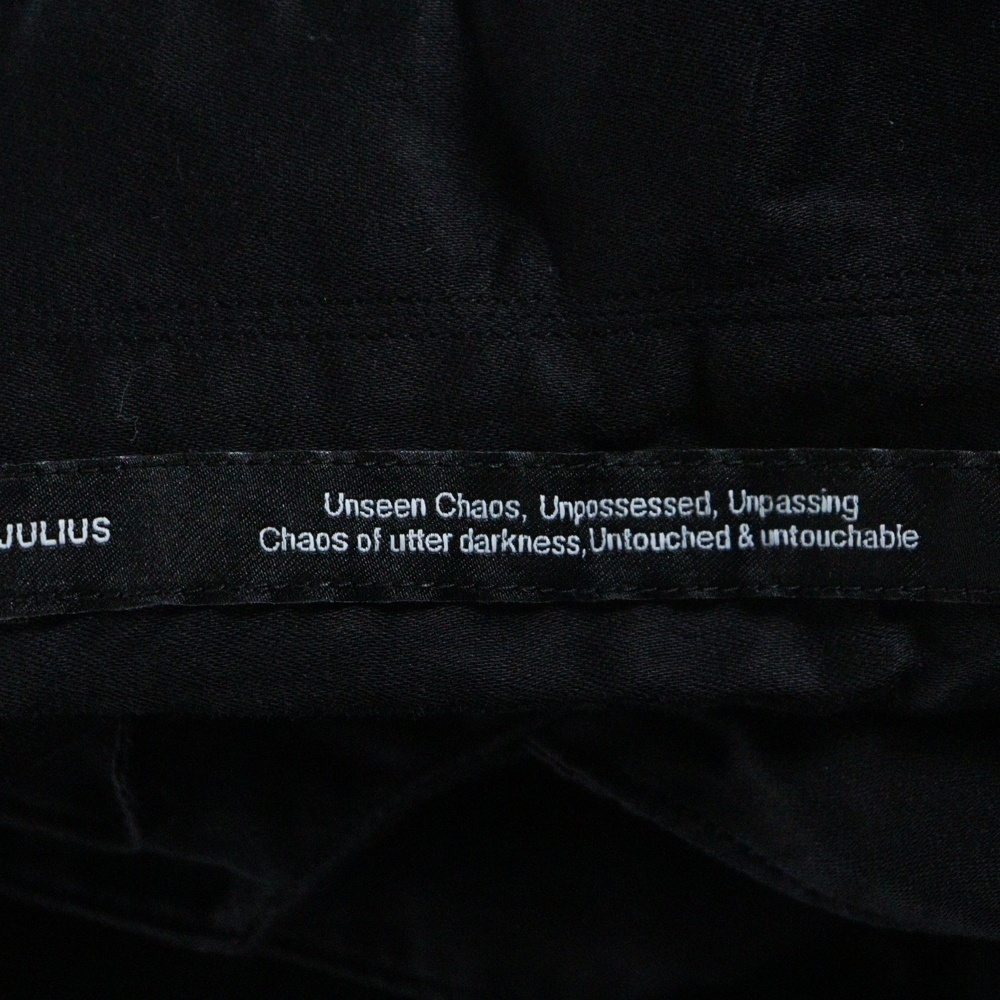 JULIUS
Unseen Chaos, Unpossessed, Unpassing
Chaos of utter darkness,Untouched & untouchable